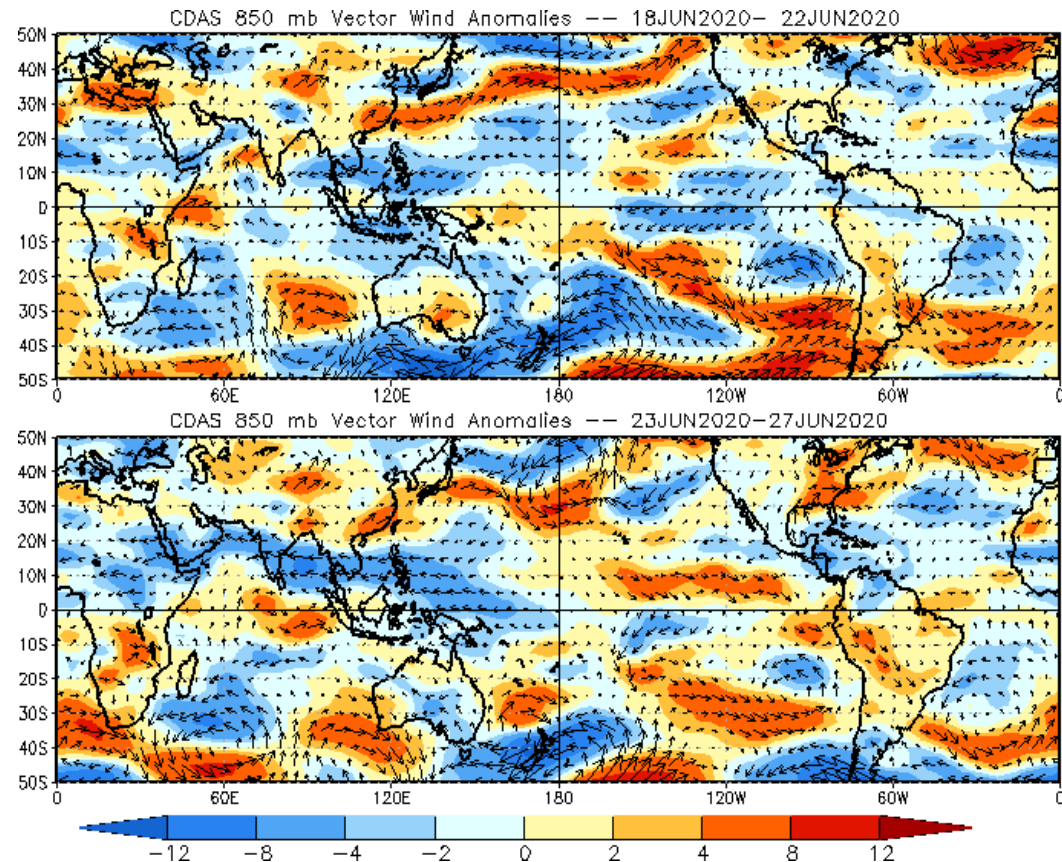 CDAS 850 mb Vector Wind Anomalies -- 18JUN2020- 22JUN2020
50N
40N
30N
20N
10N
0
10S
20S
30S
40S
50S
0 60E 120E 180 120W 60W 0
CDAS 850 mb Vector Wind Anomalies -- 23JUN2020-27JUN2020
50N
40N
30N
20N
10N
0
10S
20S
30S
40S
50S
0 60E 120E 180 120W 60W 0
-12 -8 -4 -2 0 2 4 8 12